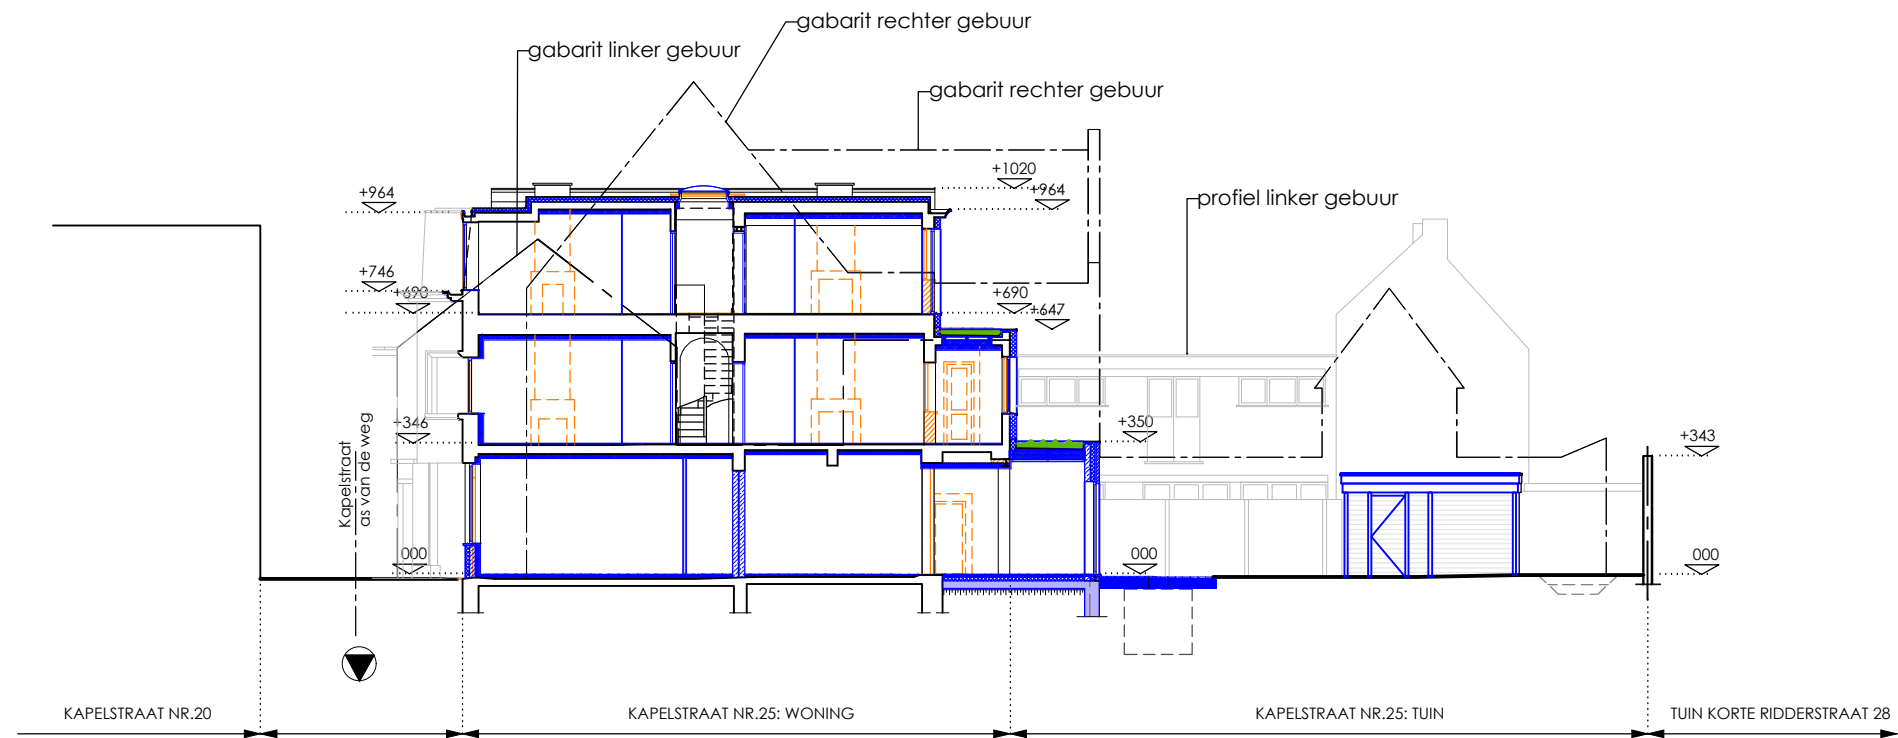 gabarit rechter gebuur
gabarit linker gebuur
gabarit rechter gebuur
+1020
+964
+964
profiel linker gebuur
+746
+690
+690
+647
+346
+350
+343
Kapelstraat
as van de weg
000
000
000
KAPELSTRAAT NR.20
KAPELSTRAAT NR.25: WONING
KAPELSTRAAT NR.25: TUIN
TUIN KORTE RIDDERSTRAAT 28